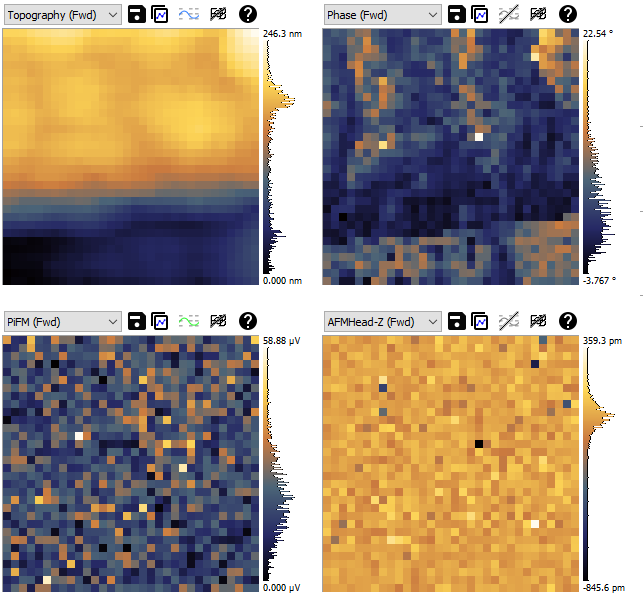 Topography (Fwd)
246.3 nm
0.000 nm
Phase (Fwd)
22.54 °
-3.767 °
PiFM (Fwd)
58.88 µV
0.000 µV
AFMHead-Z (Fwd)
359.3 pm
-845.6 pm